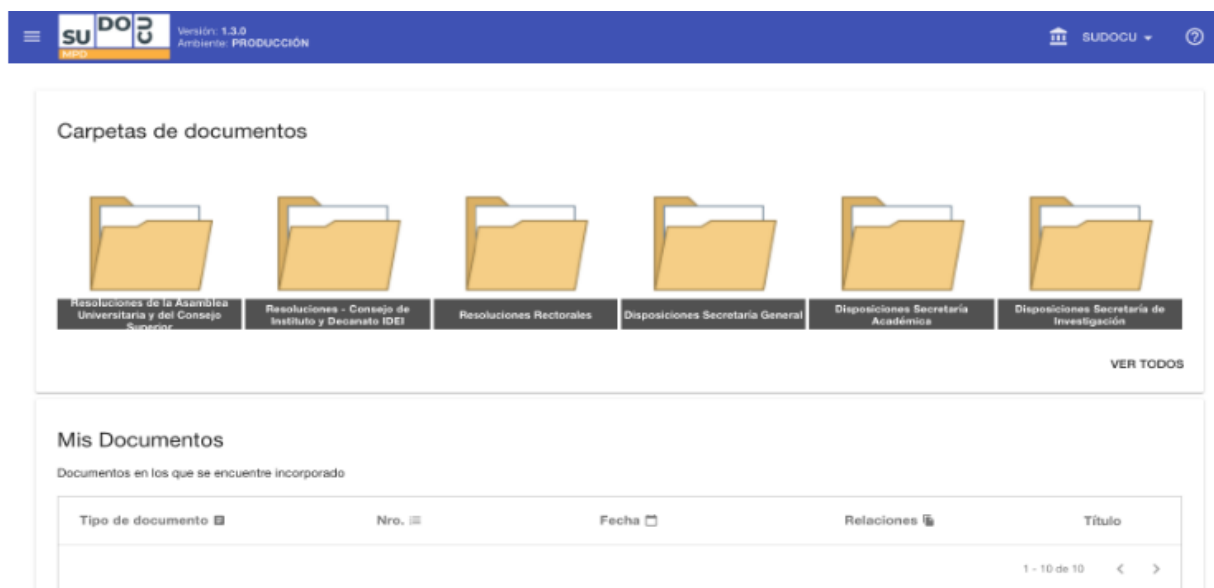 SU DO CU
MPD
Versión: 1.3.0
Ambiente: PRODUCCIÓN
SUDOCU
Carpetas de documentos
Resoluciones de la Asamblea
Universitaria y del Consejo
Superior
Resoluciones - Consejo de
Instituto y Decanato IDEI
Resoluciones Rectorales
Disposiciones Secretaría General
Disposiciones Secretaría
Académica
Disposiciones Secretaría de
Investigación
VER TODOS
Mis Documentos
Documentos en los que se encuentre incorporado
Tipo de documento Nro. Fecha Relaciones Título
1 - 10 de 10